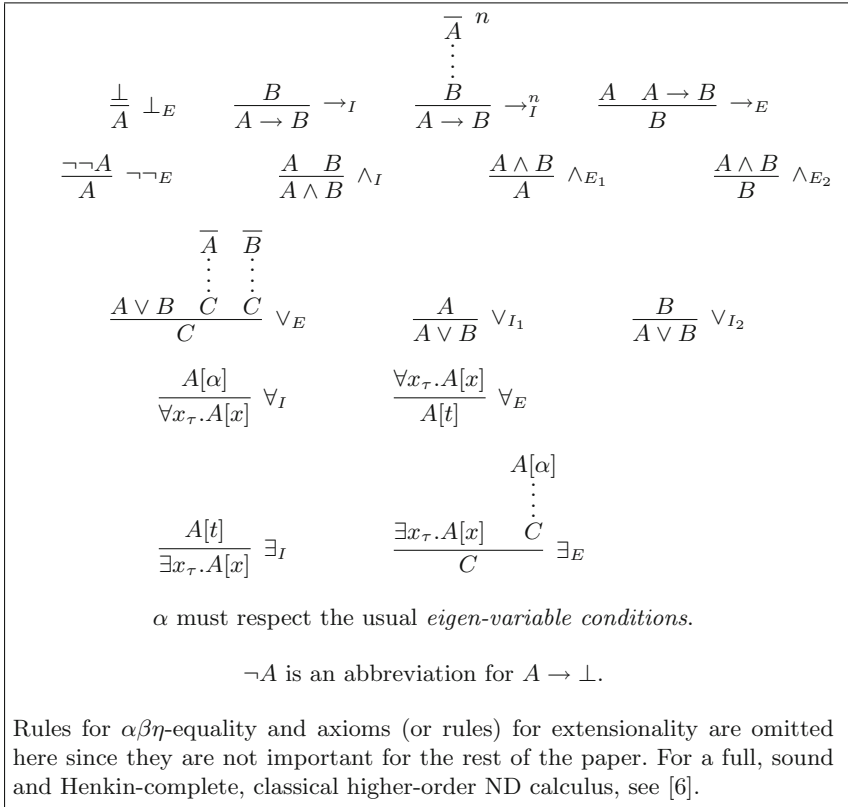 A n
⊥ B B A A → B
A ⊥E A → B →I A → B →I^n B →E
¬¬A A B A ∧ B A ∧ B
A ¬¬E A ∧ B ∧I A ∧E1 B ∧E2
A B
A ∨ B C C A B
C ∨E A ∨ B ∨I1 A ∨ B ∨I2
A[α] ∀xτ.A[x]
∀xτ.A[x] ∀I A[t] ∀E
A[α]
A[t] ∃xτ.A[x] C
∃xτ.A[x] ∃I C ∃E
α must respect the usual eigen-variable conditions.
¬A is an abbreviation for A → ⊥.
Rules for αβη-equality and axioms (or rules) for extensionality are omitted
here since they are not important for the rest of the paper. For a full, sound
and Henkin-complete, classical higher-order ND calculus, see [6].